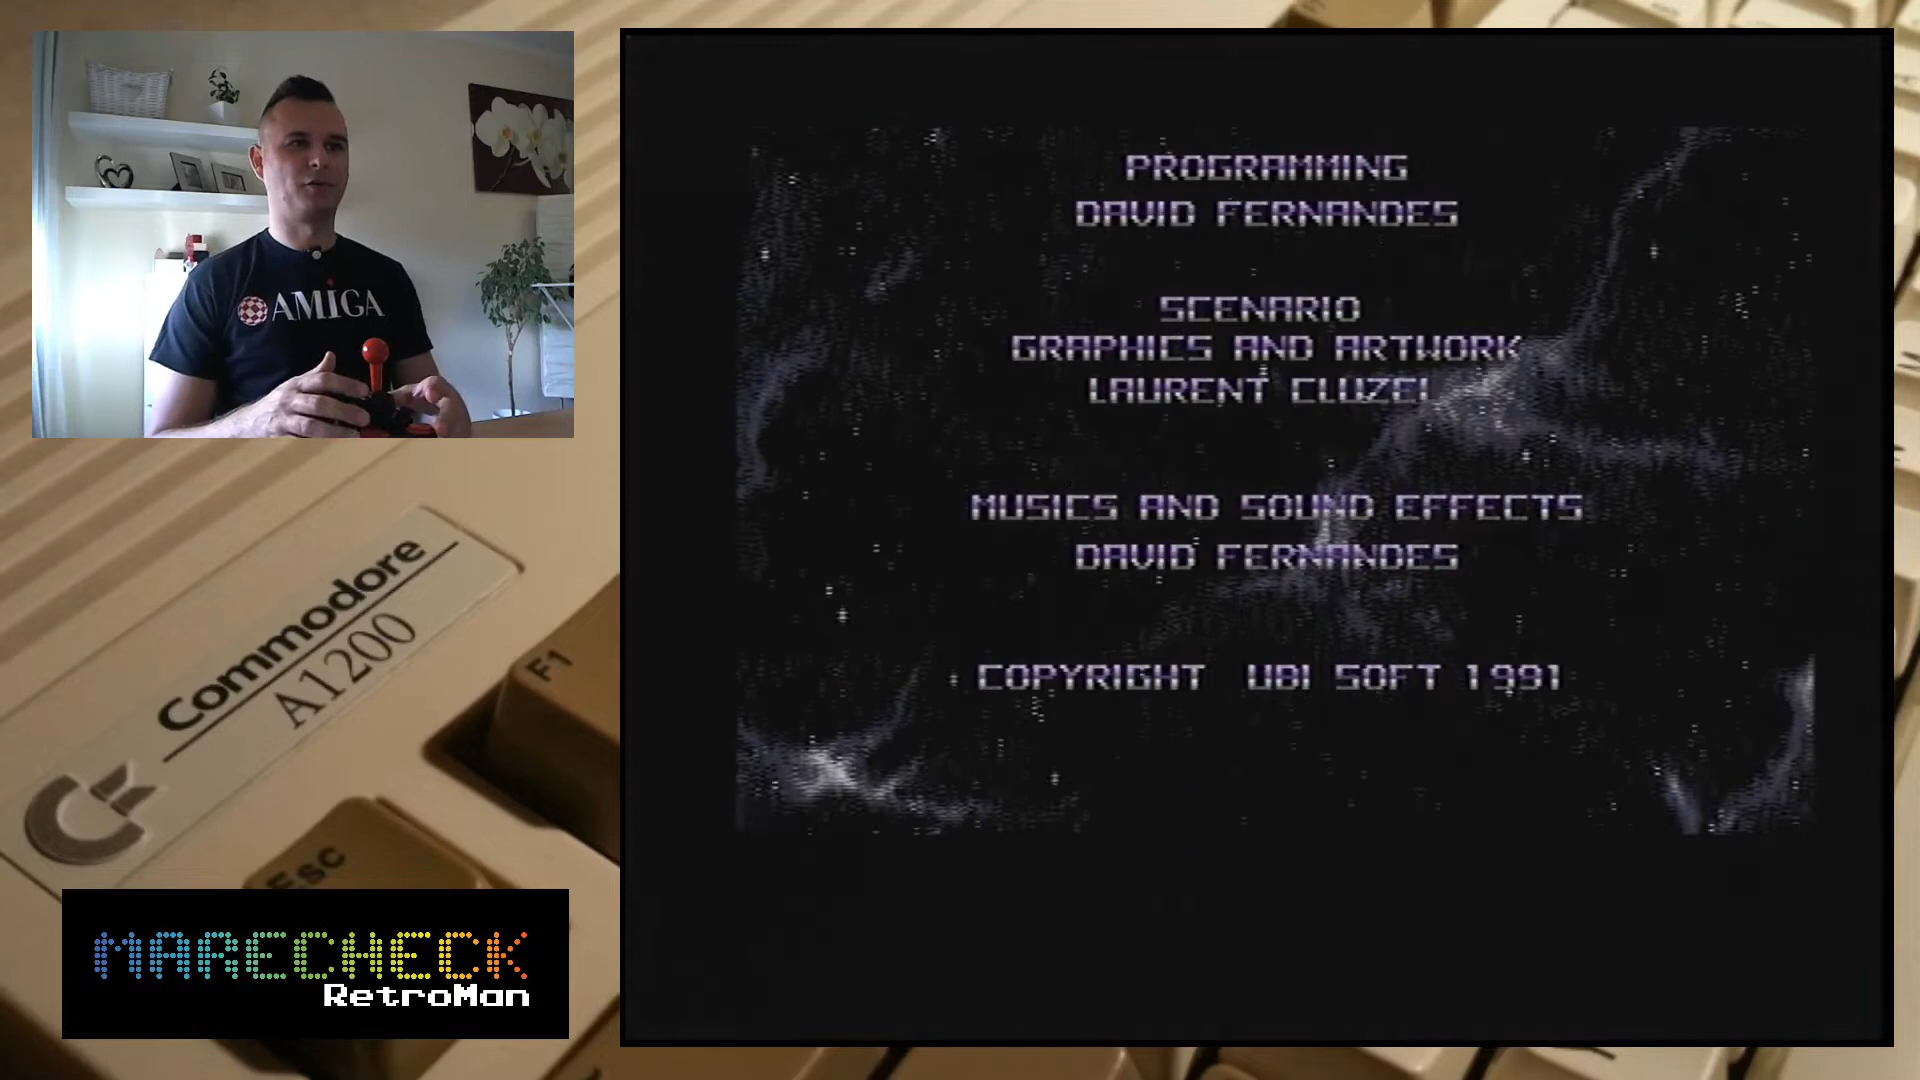 AMIGA
PROGRAMMING
DAVID FERNANDES
SCENARIO
GRAPHICS AND ARTWORK
LAURENT CLUZEL
MUSICS AND SOUND EFFECTS
DAVID FERNANDES
COPYRIGHT UBI SOFT 1991
Commodore
A1200
F1
ESC
MARECHECK
RetroMan